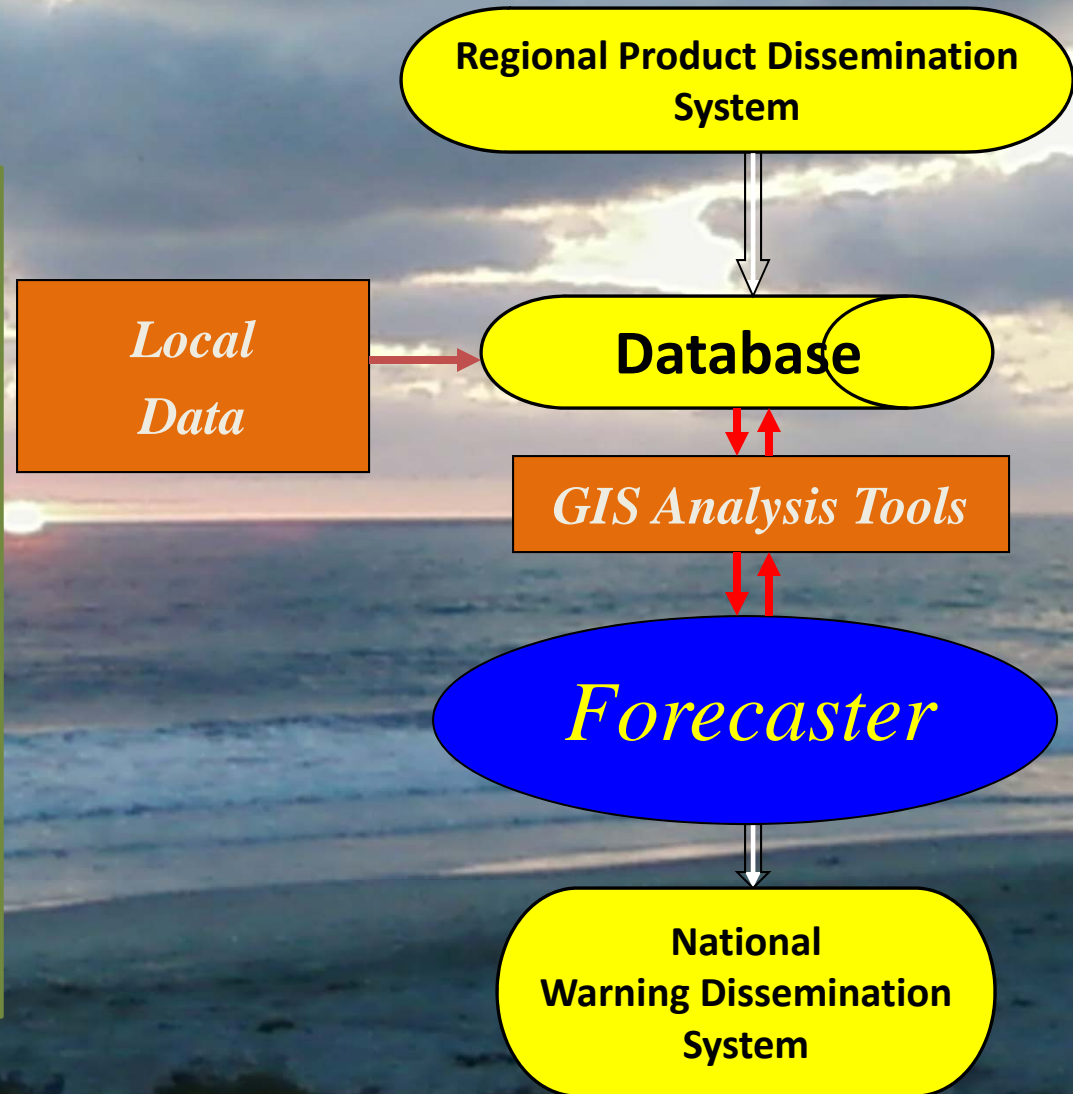 Regional Product Dissemination
System
Local
Data
Database
GIS Analysis Tools
Forecaster
National
Warning Dissemination
System